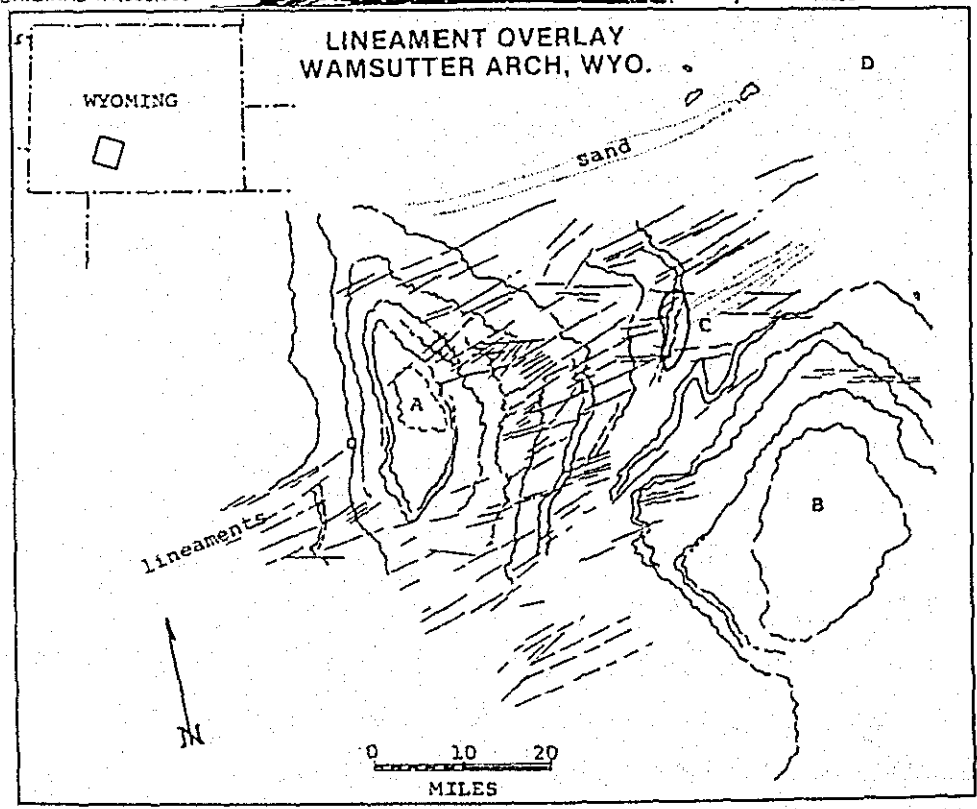 LINEAMENT OVERLAY
WAMSUTTER ARCH, WYO.
D
WYOMING
sand
C
A
B
lineaments
N
0 10 20
MILES